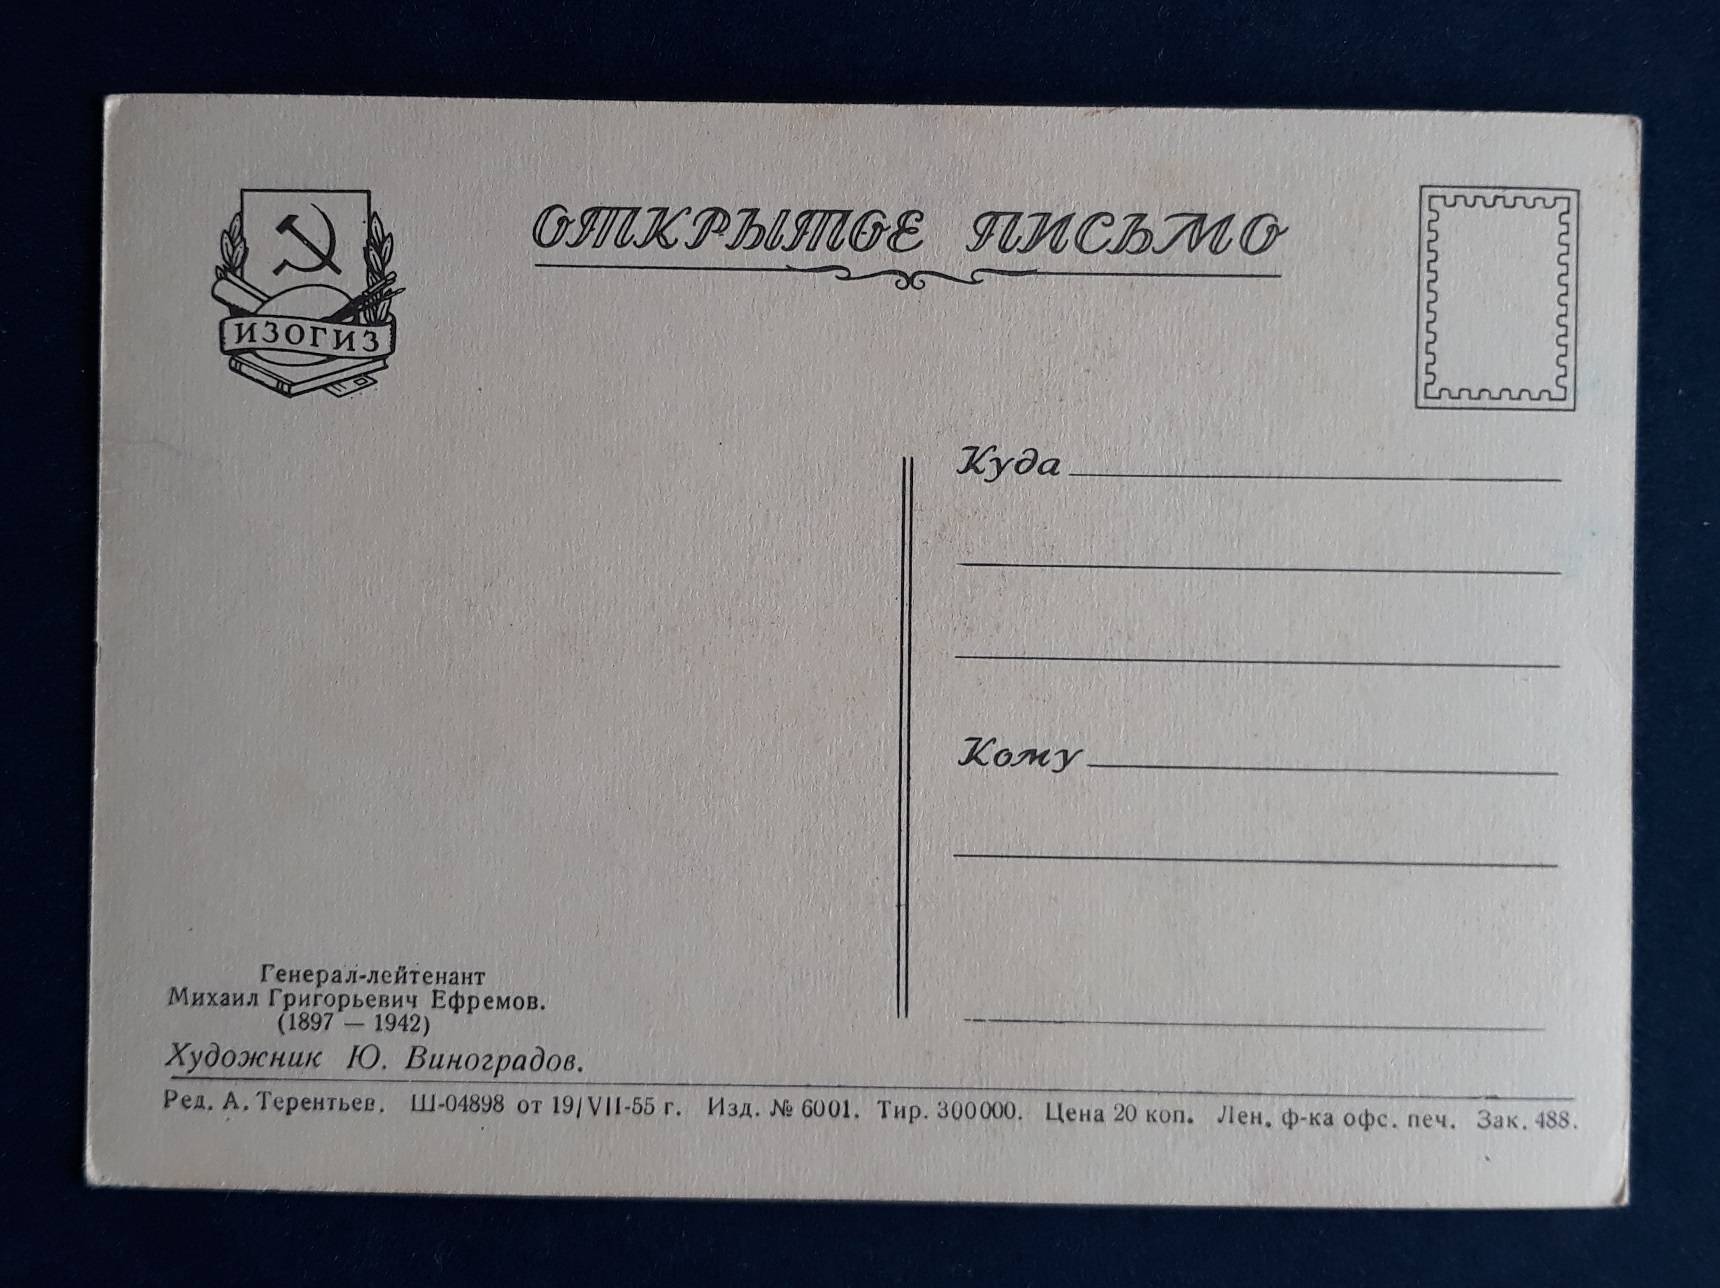 ОТКРЫТОЕ ПИСЬМО
ИЗОГИЗ
Куда
Кому
Генерал-лейтенант
Михаил Григорьевич Ефремов.
(1897 — 1942)
Художник Ю. Виноградов.
Ред. А. Терентьев. Ш-04898 от 19/VII-55 г. Изд. № 6001. Тир. 300000. Цена 20 коп. Лен. ф-ка офс. печ. Зак. 488.